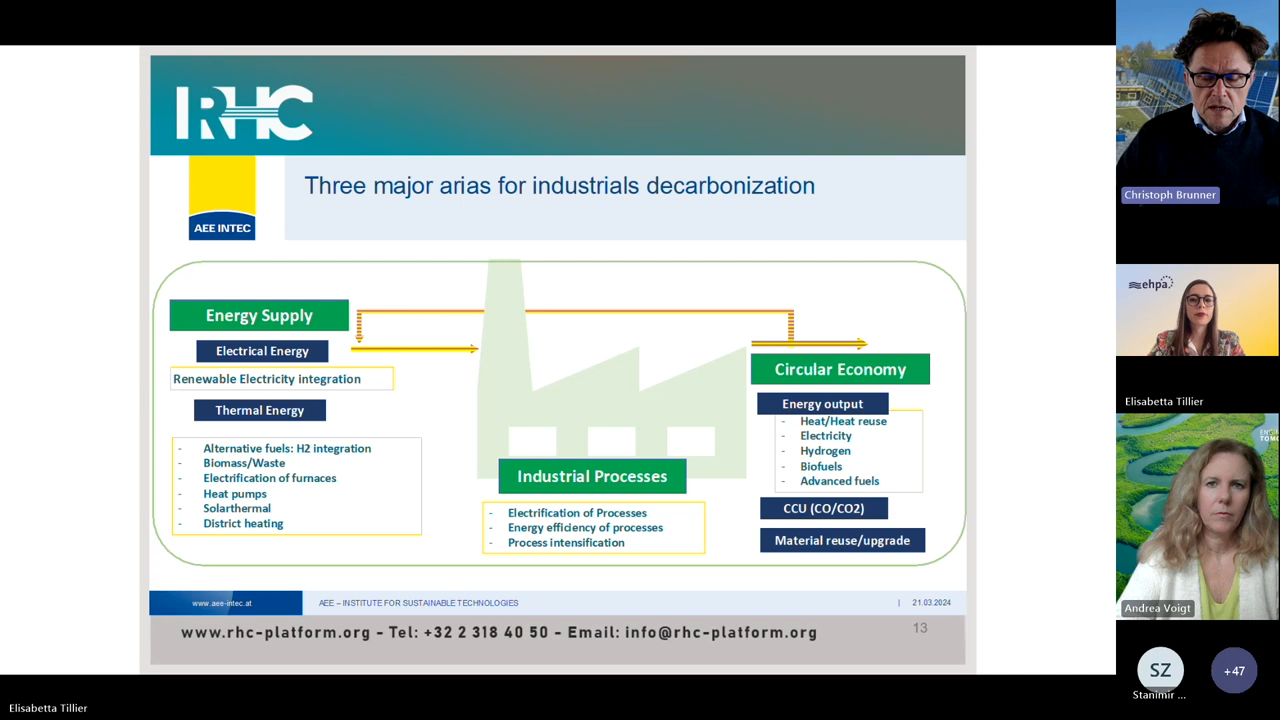 RHC
AEE INTEC
Three major arias for industrials decarbonization
Energy Supply
Electrical Energy
Renewable Electricity integration
Thermal Energy
- Alternative fuels: H2 integration
- Biomass/Waste
- Electrification of furnaces
- Heat pumps
- Solarthermal
- District heating
Industrial Processes
- Electrification of Processes
- Energy efficiency of processes
- Process intensification
Circular Economy
Energy output
- Heat/Heat reuse
- Electricity
- Hydrogen
- Biofuels
- Advanced fuels
CCU (CO/CO2)
Material reuse/upgrade
www.aee-intec.at
AEE – INSTITUTE FOR SUSTAINABLE TECHNOLOGIES
| 21.03.2024
www.rhc-platform.org - Tel: +32 2 318 40 50 - Email: info@rhc-platform.org
13
Christoph Brunner
ehpa
Elisabetta Tillier
Andrea Voigt
SZ
Stanimir ...
+47
Elisabetta Tillier